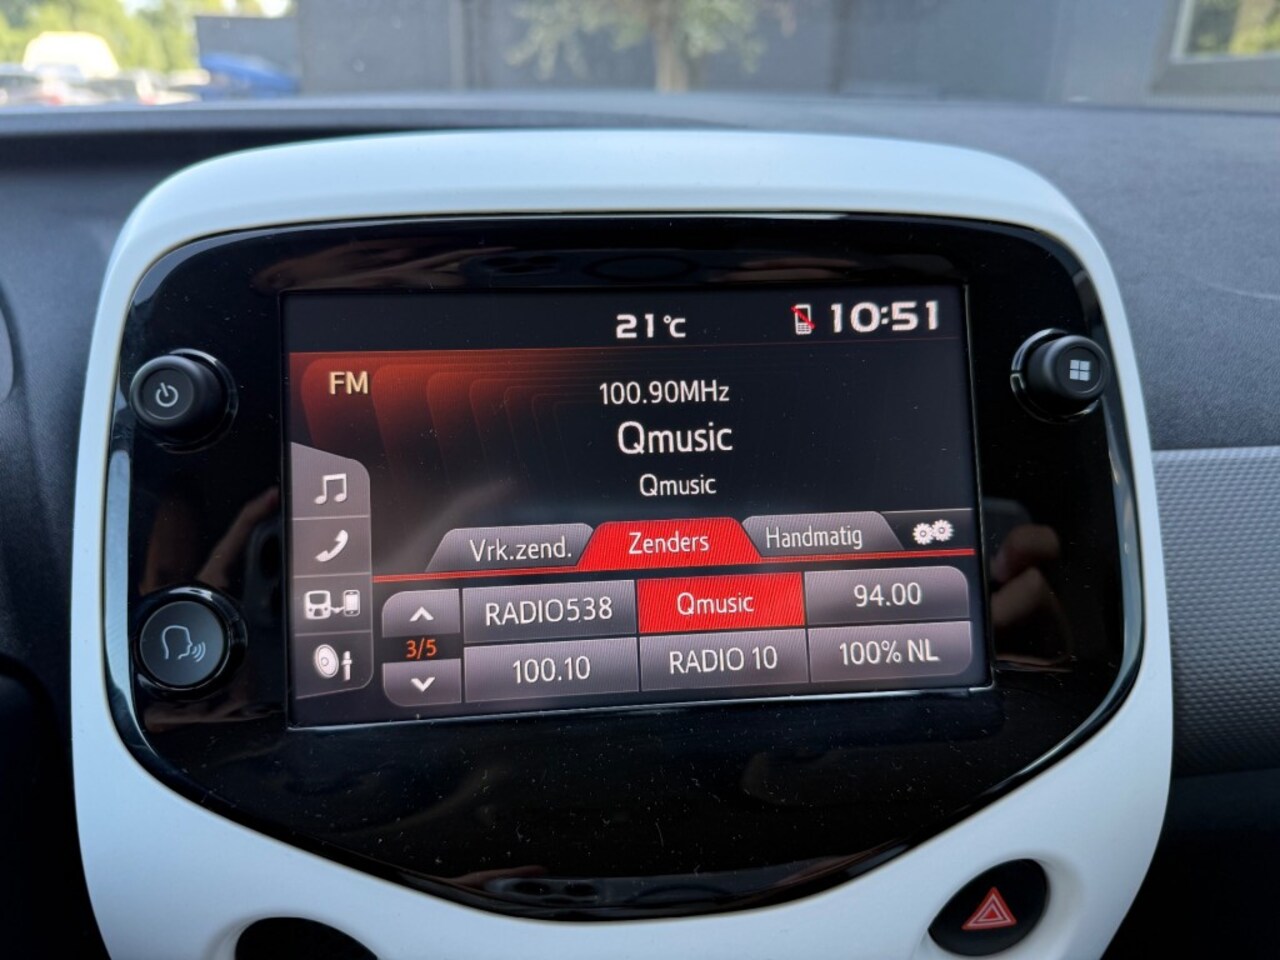 21°C 10:51
FM
100.90MHz
Qmusic
Qmusic
Vrk.zend. Zenders Handmatig
RADIO538 Qmusic 94.00
3/5
100.10 RADIO 10 100% NL